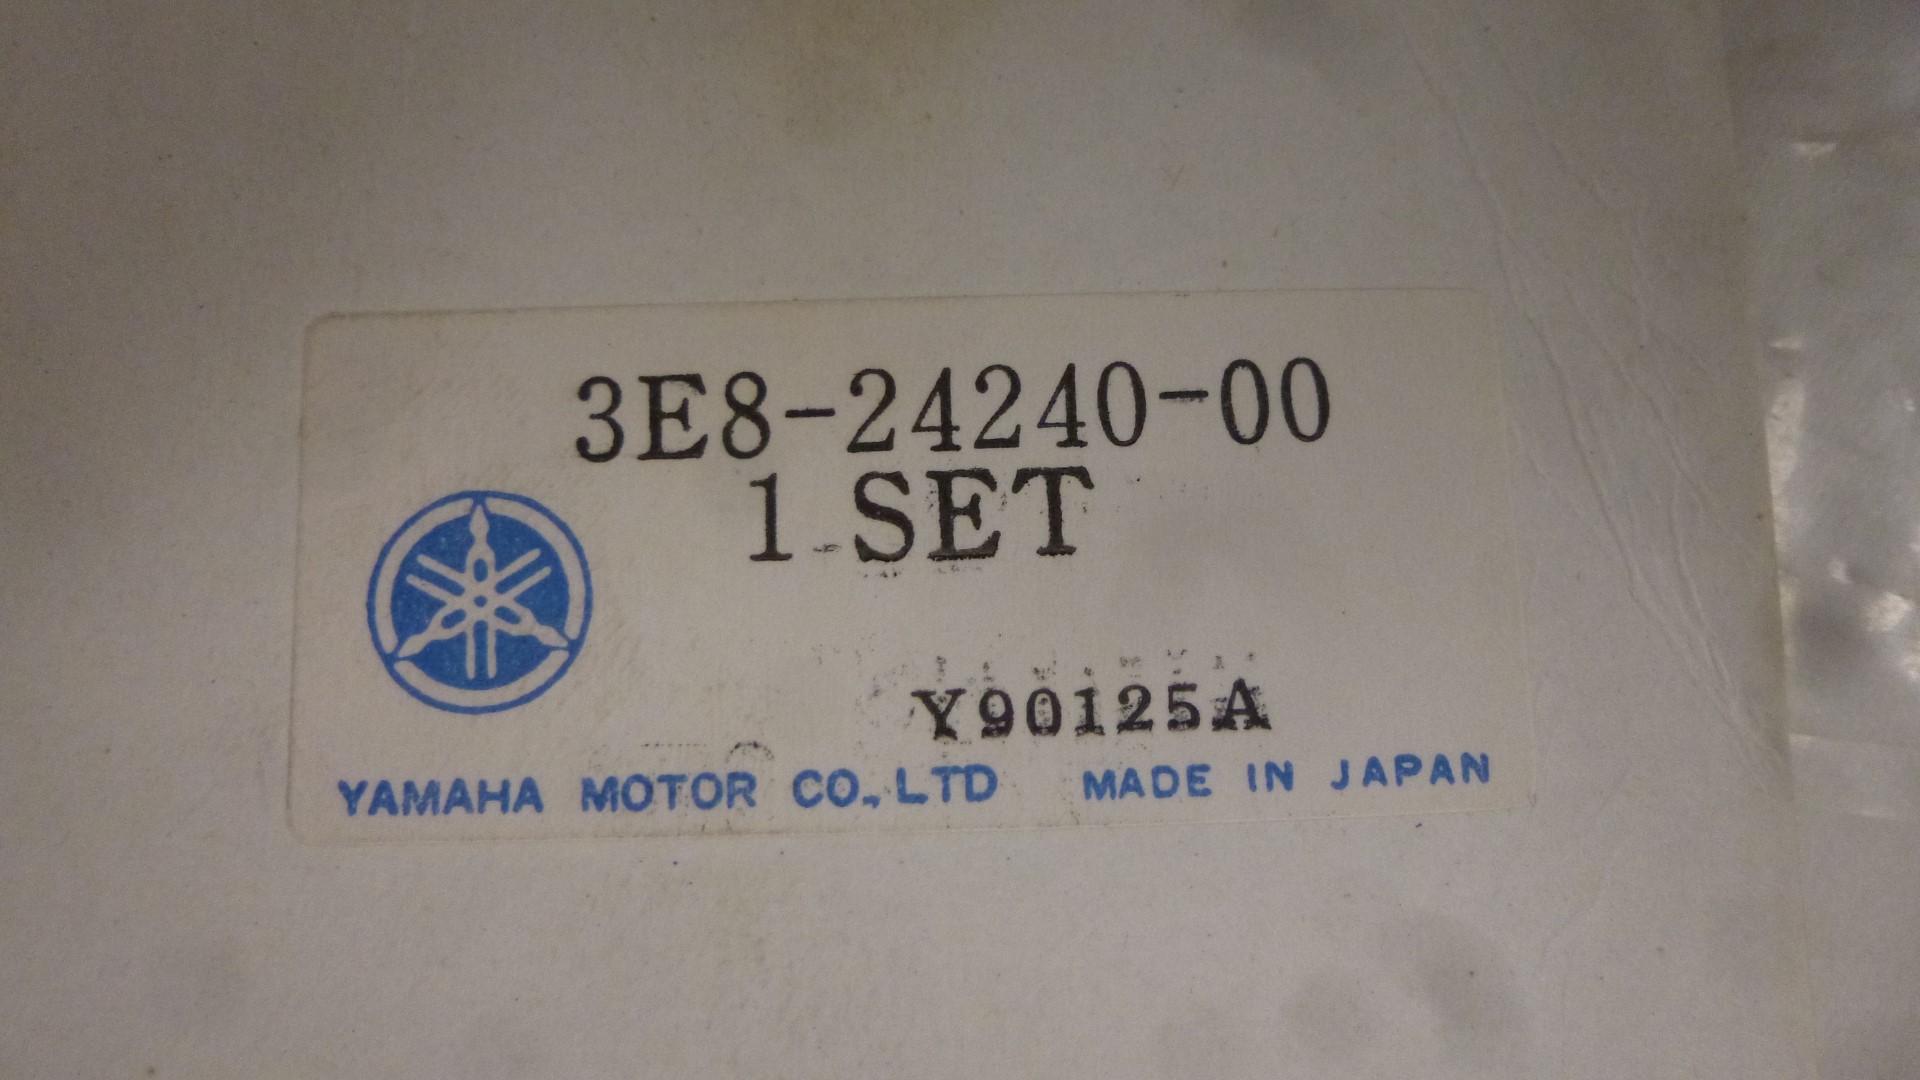 3E8-24240-00
1 SET
Y90125A
YAMAHA MOTOR CO., LTD MADE IN JAPAN